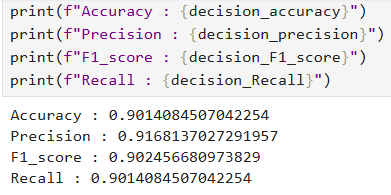 print(f"Accuracy : {decision_accuracy}")
print(f"Precision : {decision_precision}")
print(f"F1_score : {decision_F1_score}")
print(f"Recall : {decision_Recall}")
Accuracy : 0.9014084507042254
Precision : 0.9168137027291957
F1_score : 0.902456680973829
Recall : 0.9014084507042254